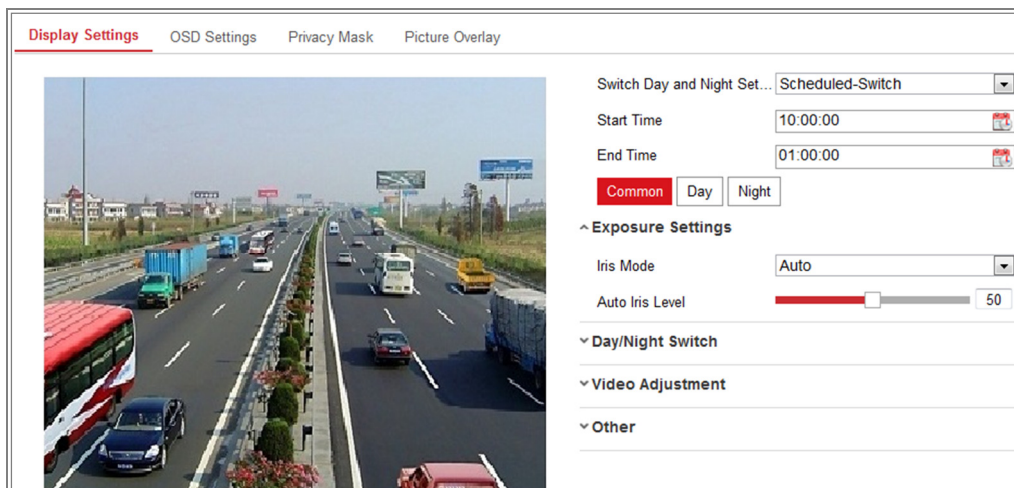 Display Settings
OSD Settings
Privacy Mask
Picture Overlay
Switch Day and Night Set...
Scheduled-Switch
Start Time
10:00:00
End Time
01:00:00
Common
Day
Night
Exposure Settings
Iris Mode
Auto
Auto Iris Level
50
Day/Night Switch
Video Adjustment
Other